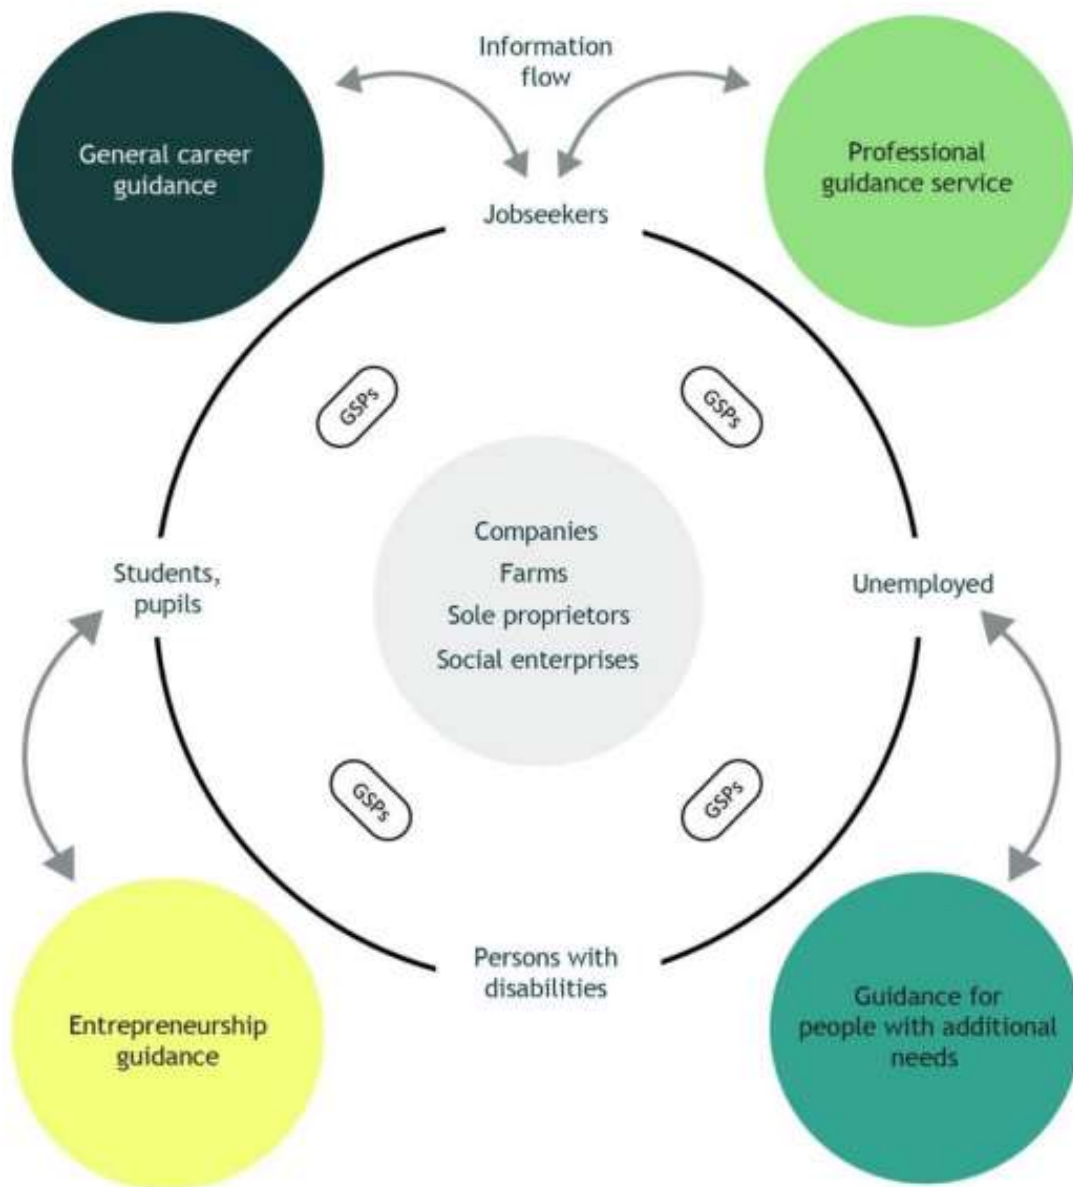 Information
flow
General career
guidance
Professional
guidance service
Jobseekers
GSPs
GSPs
Companies
Farms
Sole proprietors
Social enterprises
Students,
pupils
Unemployed
GSPs
GSPs
Persons with
disabilities
Entrepreneurship
guidance
Guidance for
people with additional
needs